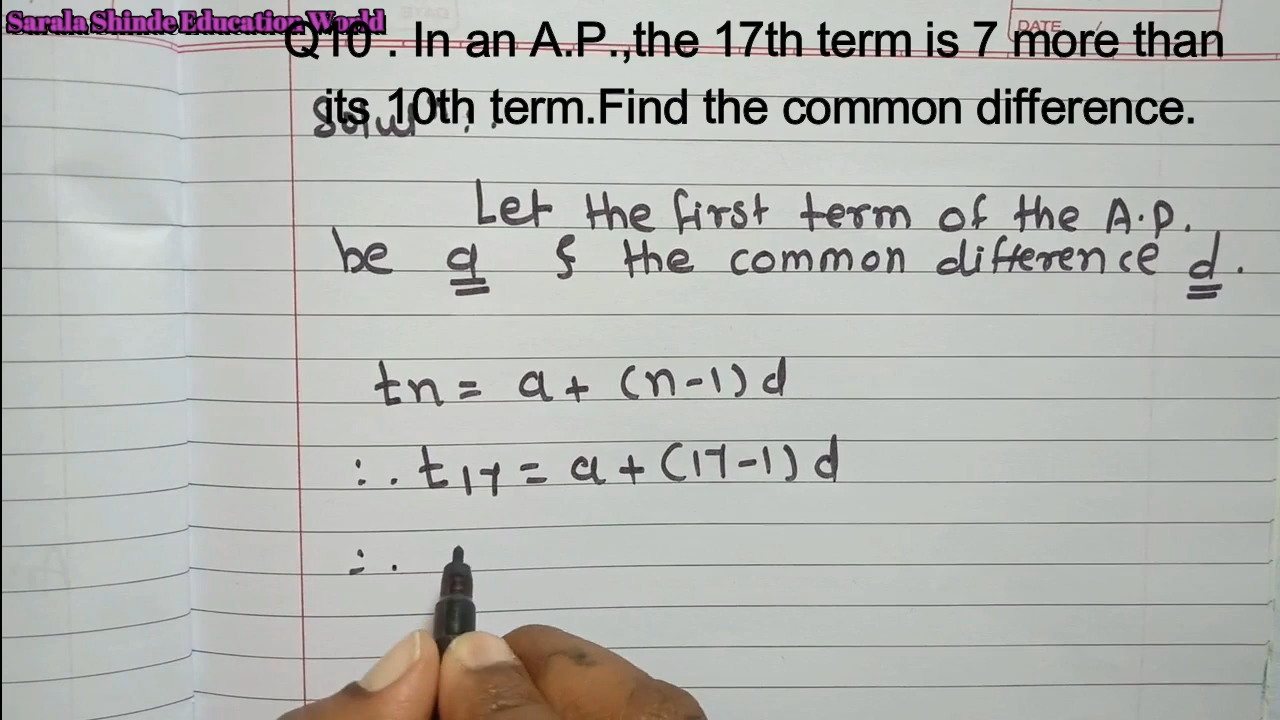 Sarala Shinde Education World
DATE
Q10 . In an A.P.,the 17th term is 7 more than
its 10th term.Find the common difference.
Let the first term of the A.P.
be a & the common difference d.
tn = a + (n-1) d
∴ t17 = a + (17-1) d
∴